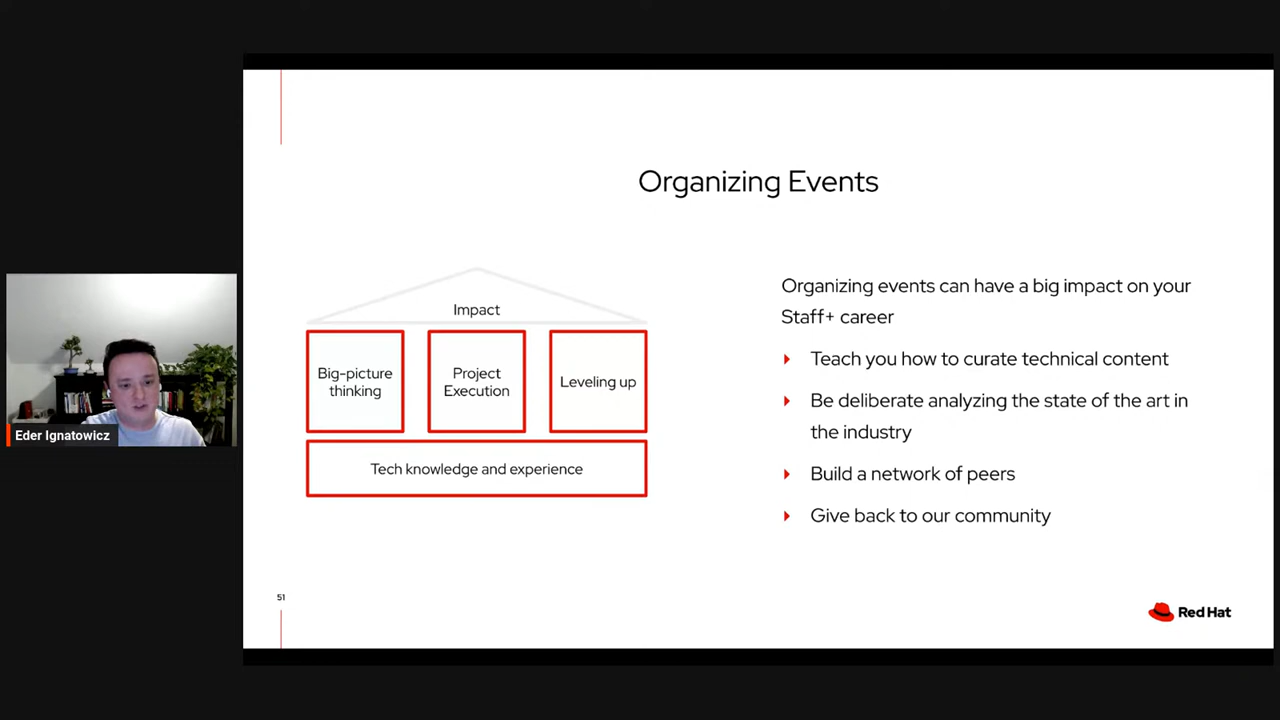 Organizing Events
Impact
Big-picture
thinking
Project
Execution
Leveling up
Tech knowledge and experience
Organizing events can have a big impact on your
Staff+ career
Teach you how to curate technical content
Be deliberate analyzing the state of the art in
the industry
Build a network of peers
Give back to our community
Eder Ignatowicz
51
Red Hat